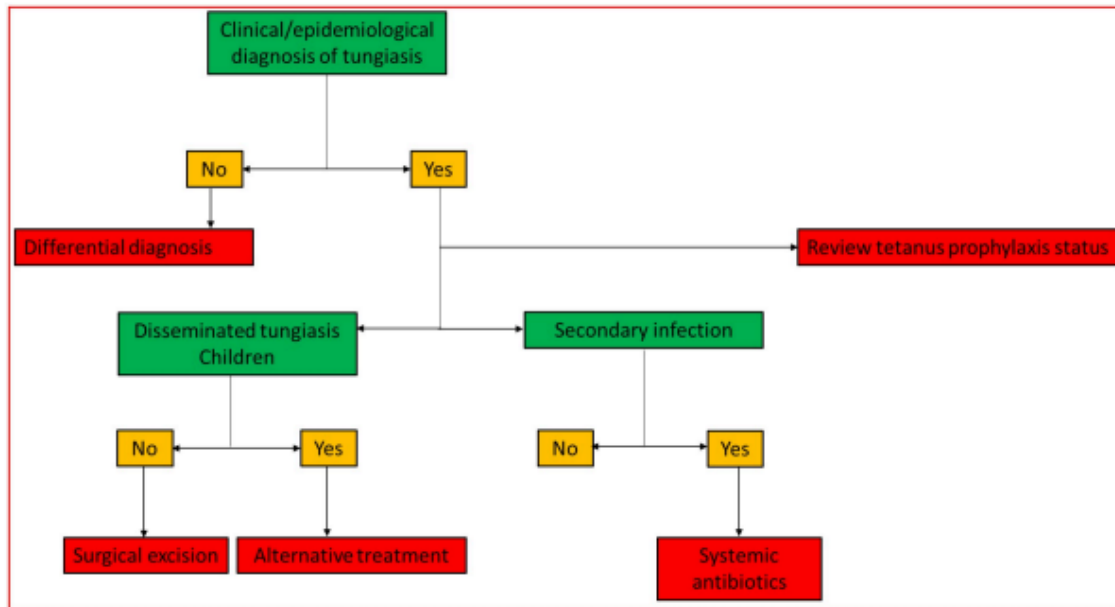 Clinical/epidemiological
diagnosis of tungiasis
No
Yes
Differential diagnosis
Review tetanus prophylaxis status
Disseminated tungiasis
Children
Secondary infection
No
Yes
No
Yes
Surgical excision
Alternative treatment
Systemic
antibiotics